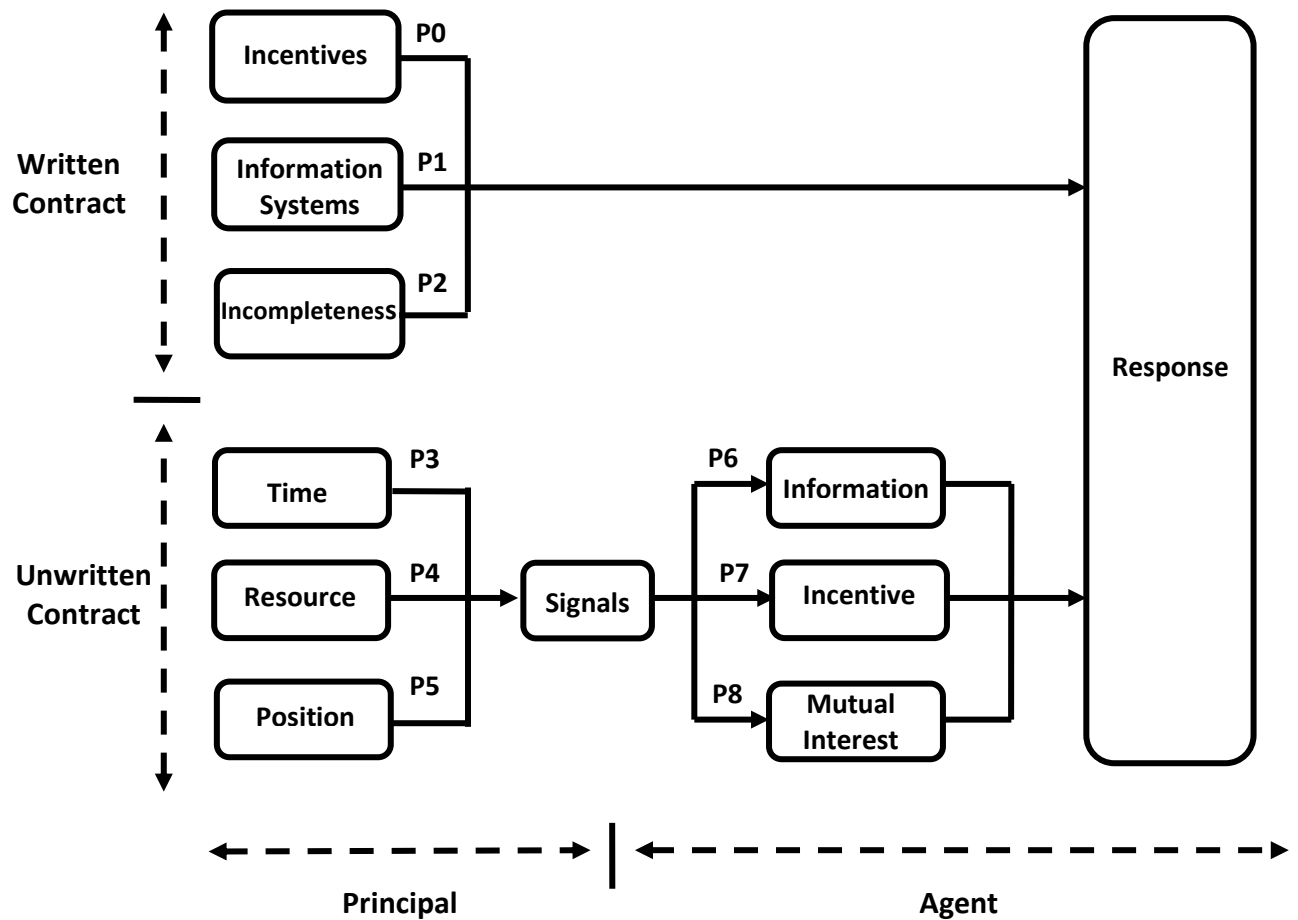 P0
Incentives
Written
Contract
P1
Information
Systems
P2
Incompleteness
Response
Unwritten
Contract
P3
Time
P4
Resource
P5
Position
Signals
P6
Information
P7
Incentive
P8
Mutual
Interest
Principal
Agent